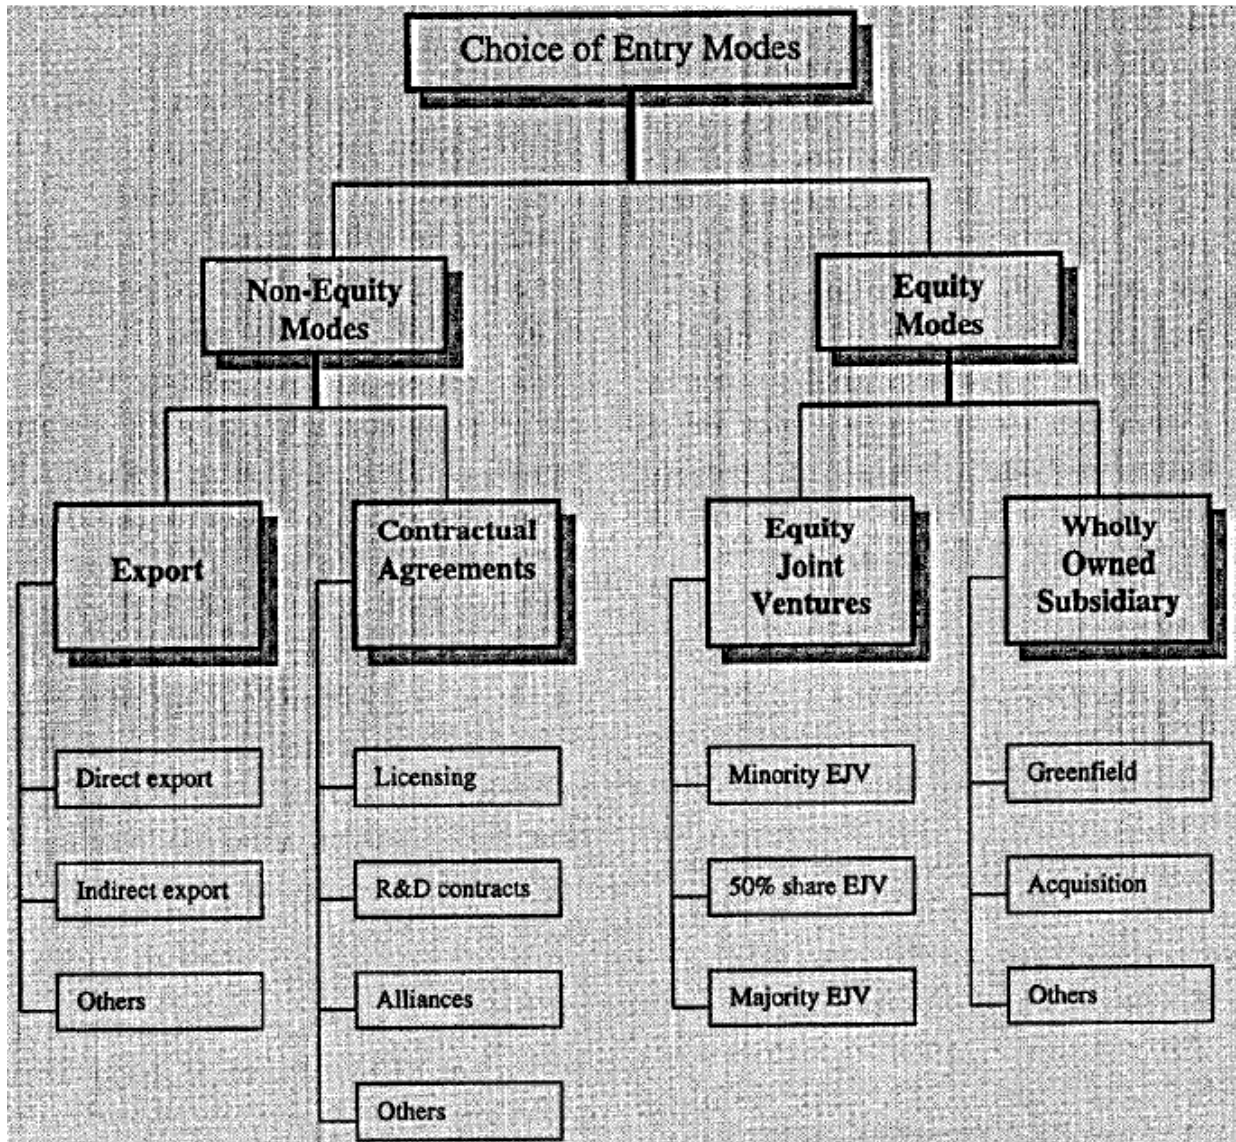 Choice of Entry Modes
Non-Equity
Modes
Equity
Modes
Export
Contractual
Agreements
Equity
Joint
Ventures
Wholly
Owned
Subsidiary
Direct export
Licensing
Minority EJV
Greenfield
Indirect export
R&D contracts
50% share EJV
Acquisition
Others
Alliances
Majority EJV
Others
Others